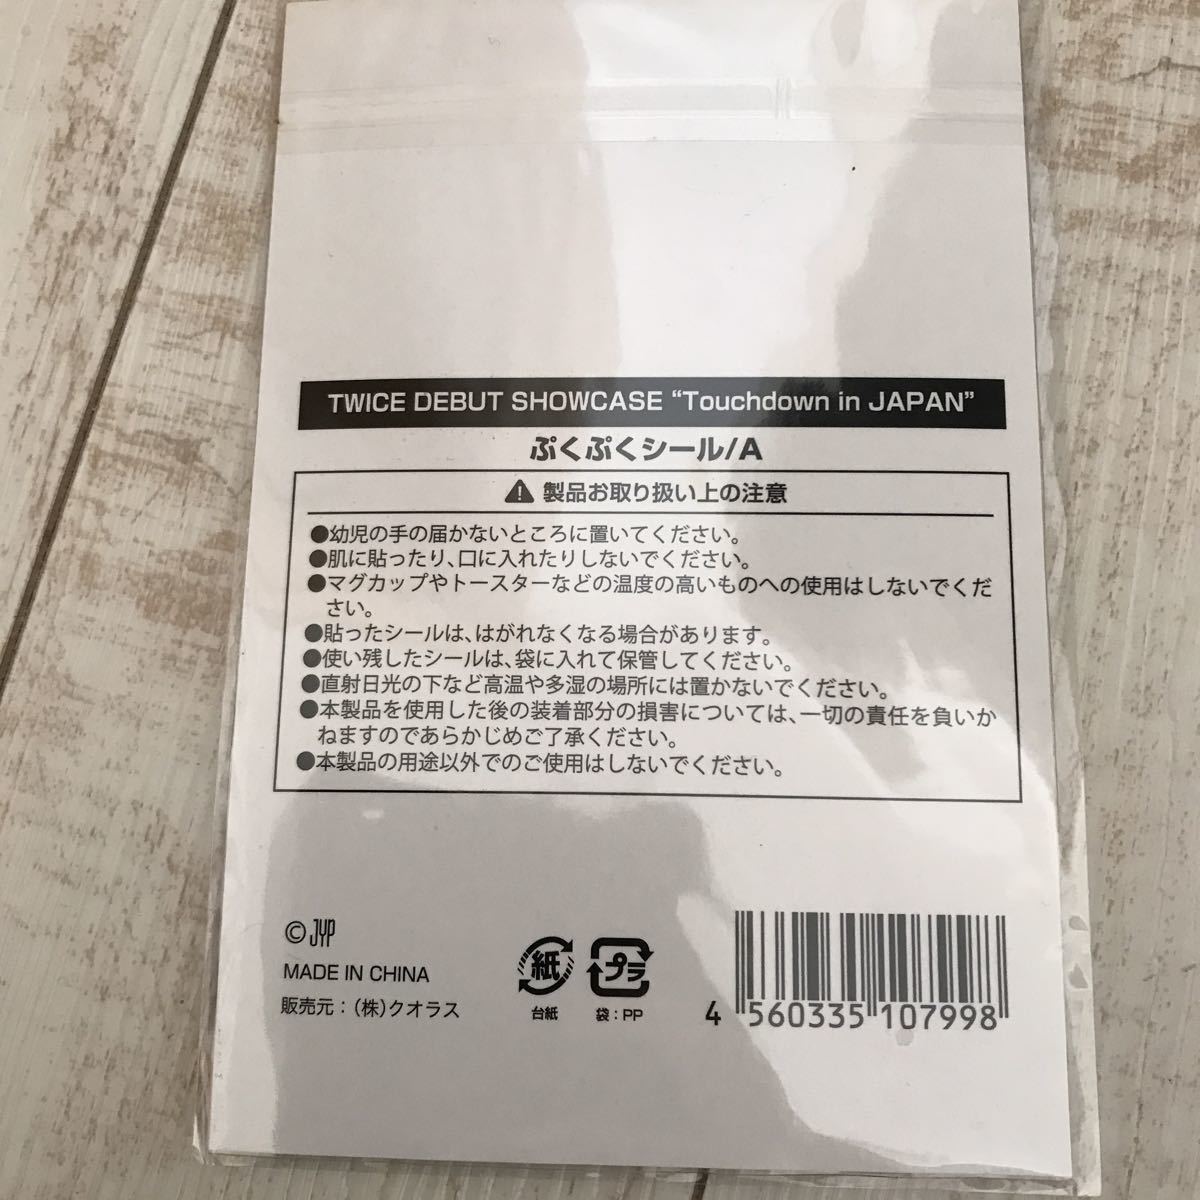 TWICE DEBUT SHOWCASE “Touchdown in JAPAN”
ぷくぷくシール/A
⚠ 製品お取り扱い上の注意
●幼児の手の届かないところに置いてください。
●肌に貼ったり、口に入れたりしないでください。
●マグカップやトースターなどの温度の高いものへの使用はしないでくだ
さい。
●貼ったシールは、はがれなくなる場合があります。
●使い残したシールは、袋に入れて保管してください。
●直射日光の下など高温や多湿の場所には置かないでください。
●本製品を使用した後の装着部分の損害については、一切の責任を負いか
ねますのであらかじめご了承ください。
●本製品の用途以外でのご使用はしないでください。
© JYP
MADE IN CHINA
販売元：（株）クオラス
紙
台紙
プラ
袋：PP
4 560335 107998